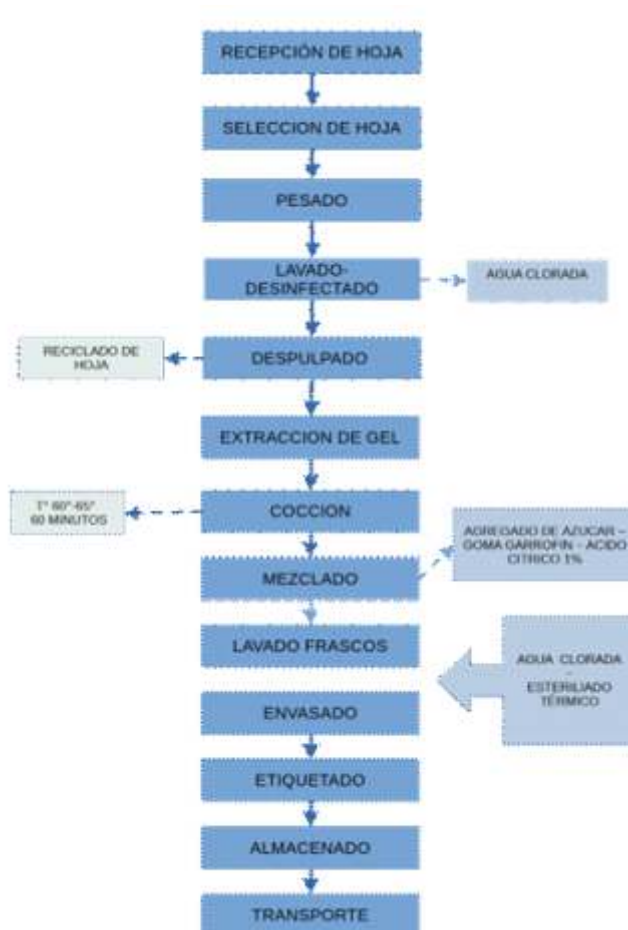 RECEPCIÓN DE HOJA
SELECCION DE HOJA
PESADO
LAVADO-
DESINFECTADO
AGUA CLORADA
RECICLADO DE
HOJA
DESPULPADO
EXTRACCION DE GEL
T° 60°-65°
60 MINUTOS
COCCION
AGREGADO DE AZUCAR –
GOMA GARROFIN – ACIDO
CITRICO 1%
MEZCLADO
LAVADO FRASCOS
AGUA CLORADA
–
ESTERILIADO
TÉRMICO
ENVASADO
ETIQUETADO
ALMACENADO
TRANSPORTE